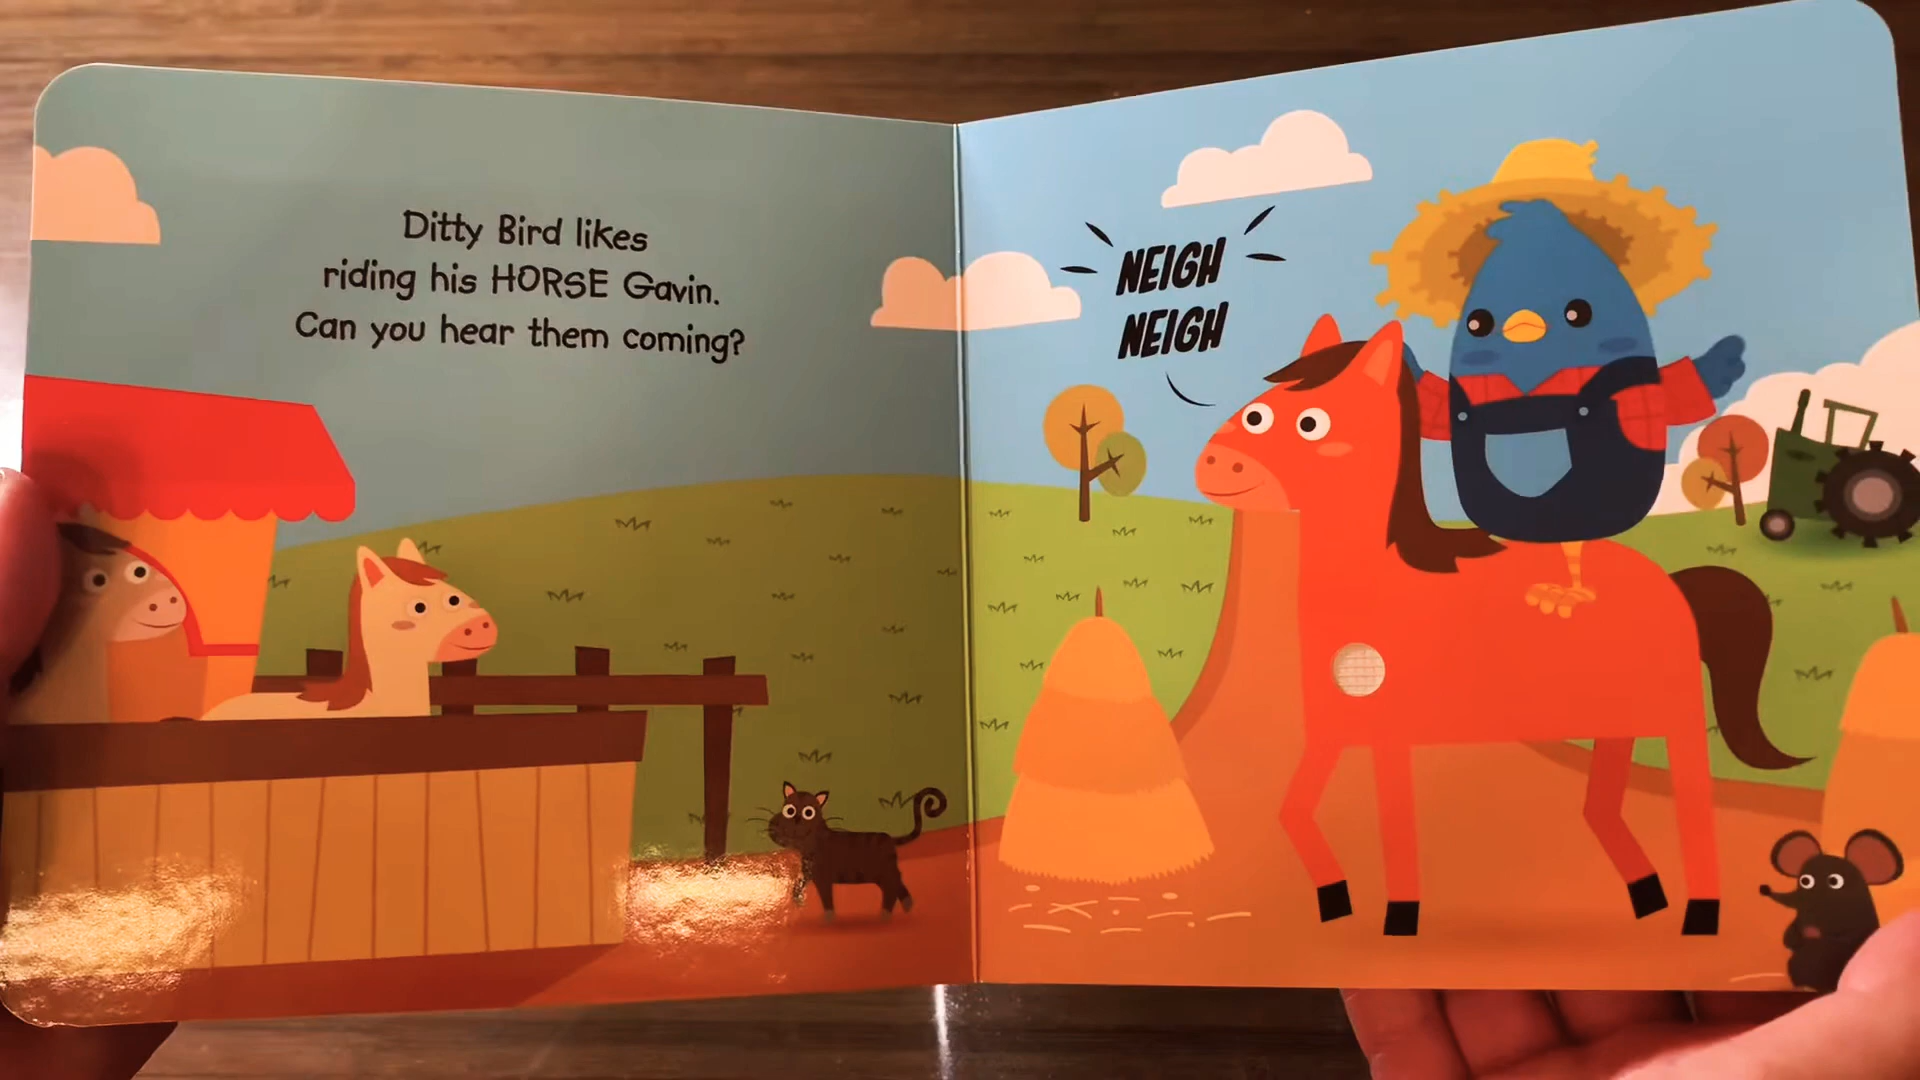 Ditty Bird likes
riding his HORSE Gavin.
Can you hear them coming?
NEIGH
NEIGH